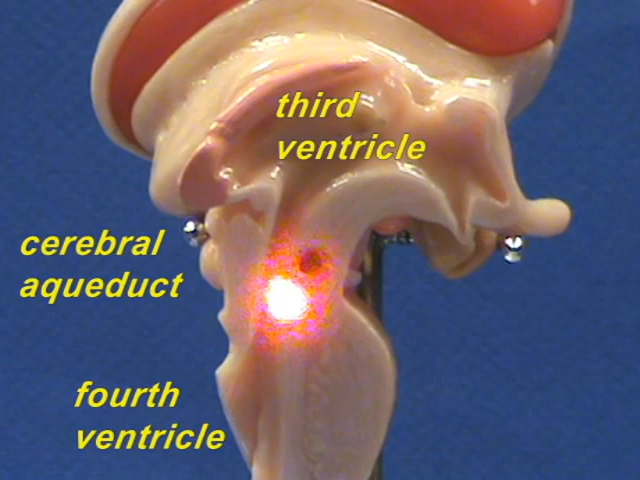 third
ventricle
cerebral
aqueduct
fourth
ventricle